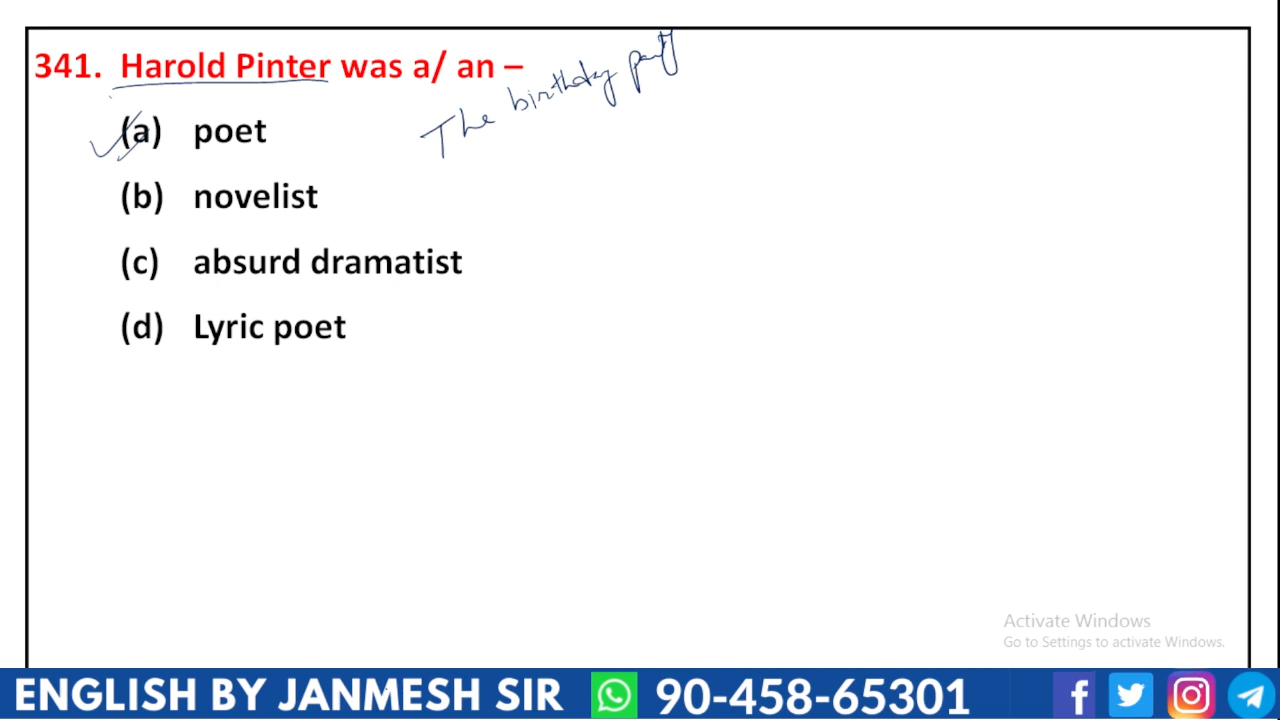 341. Harold Pinter was a/ an –
The birthday party
(a) poet
(b) novelist
(c) absurd dramatist
(d) Lyric poet
Activate Windows
Go to Settings to activate Windows.
ENGLISH BY JANMESH SIR 90-458-65301